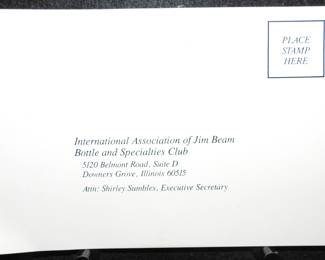 PLACE
STAMP
HERE
International Association of Jim Beam
Bottle and Specialties Club
5120 Belmont Road, Suite D
Downers Grove, Illinois 60515
Attn: Shirley Sumbles, Executive Secretary